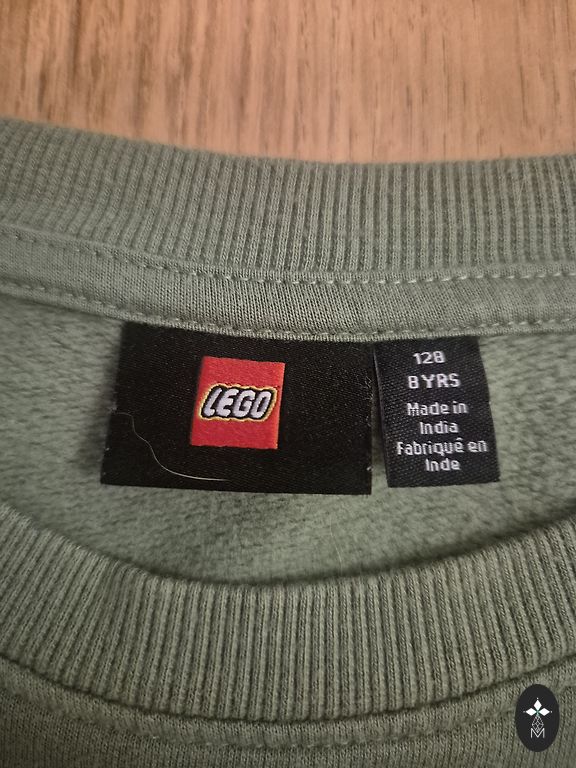 LEGO
128
8 YRS
Made in
India
Fabriqué en
Inde
M